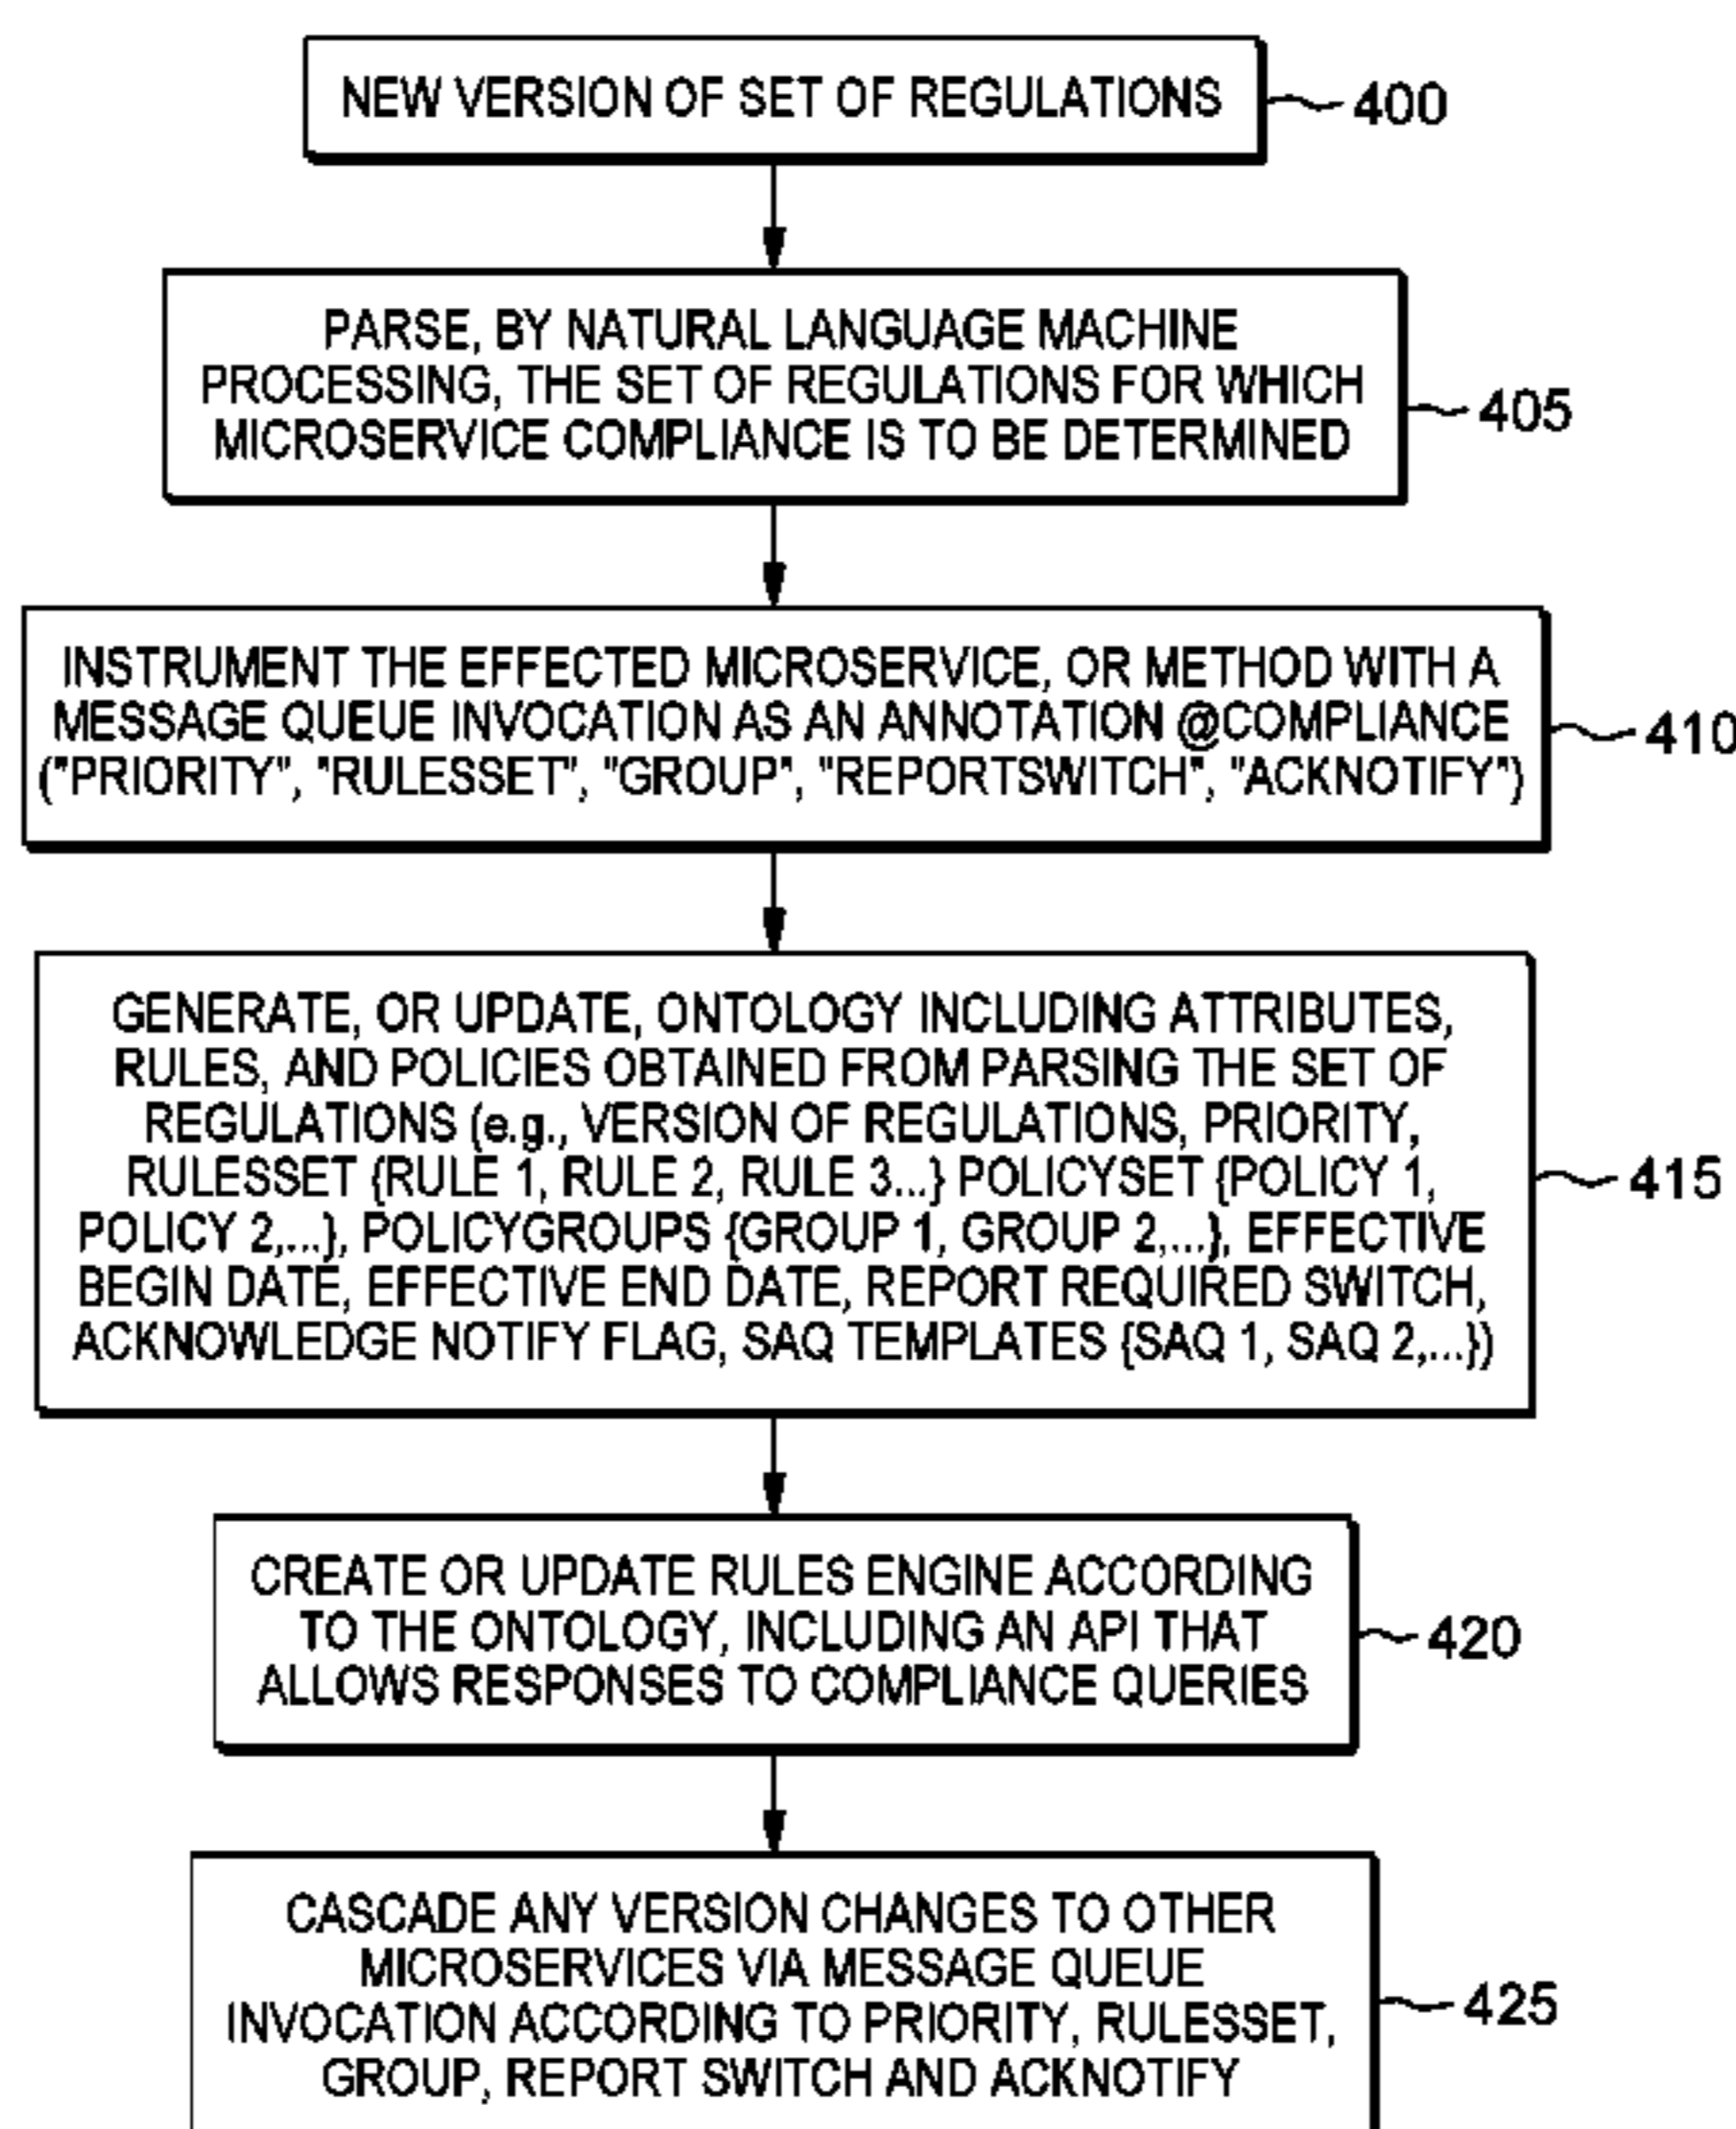 NEW VERSION OF SET OF REGULATIONS
400
PARSE, BY NATURAL LANGUAGE MACHINE
PROCESSING, THE SET OF REGULATIONS FOR WHICH
MICROSERVICE COMPLIANCE IS TO BE DETERMINED
405
INSTRUMENT THE EFFECTED MICROSERVICE, OR METHOD WITH A
MESSAGE QUEUE INVOCATION AS AN ANNOTATION @COMPLIANCE
("PRIORITY", "RULESSET", "GROUP", "REPORTSWITCH", "ACKNOTIFY")
410
GENERATE, OR UPDATE, ONTOLOGY INCLUDING ATTRIBUTES,
RULES, AND POLICIES OBTAINED FROM PARSING THE SET OF
REGULATIONS (e.g., VERSION OF REGULATIONS, PRIORITY,
RULESSET {RULE 1, RULE 2, RULE 3...} POLICYSET {POLICY 1,
POLICY 2,...}, POLICYGROUPS {GROUP 1, GROUP 2,...}, EFFECTIVE
BEGIN DATE, EFFECTIVE END DATE, REPORT REQUIRED SWITCH,
ACKNOWLEDGE NOTIFY FLAG, SAQ TEMPLATES {SAQ 1, SAQ 2,...})
415
CREATE OR UPDATE RULES ENGINE ACCORDING
TO THE ONTOLOGY, INCLUDING AN API THAT
ALLOWS RESPONSES TO COMPLIANCE QUERIES
420
CASCADE ANY VERSION CHANGES TO OTHER
MICROSERVICES VIA MESSAGE QUEUE
INVOCATION ACCORDING TO PRIORITY, RULESSET,
GROUP, REPORT SWITCH AND ACKNOTIFY
425